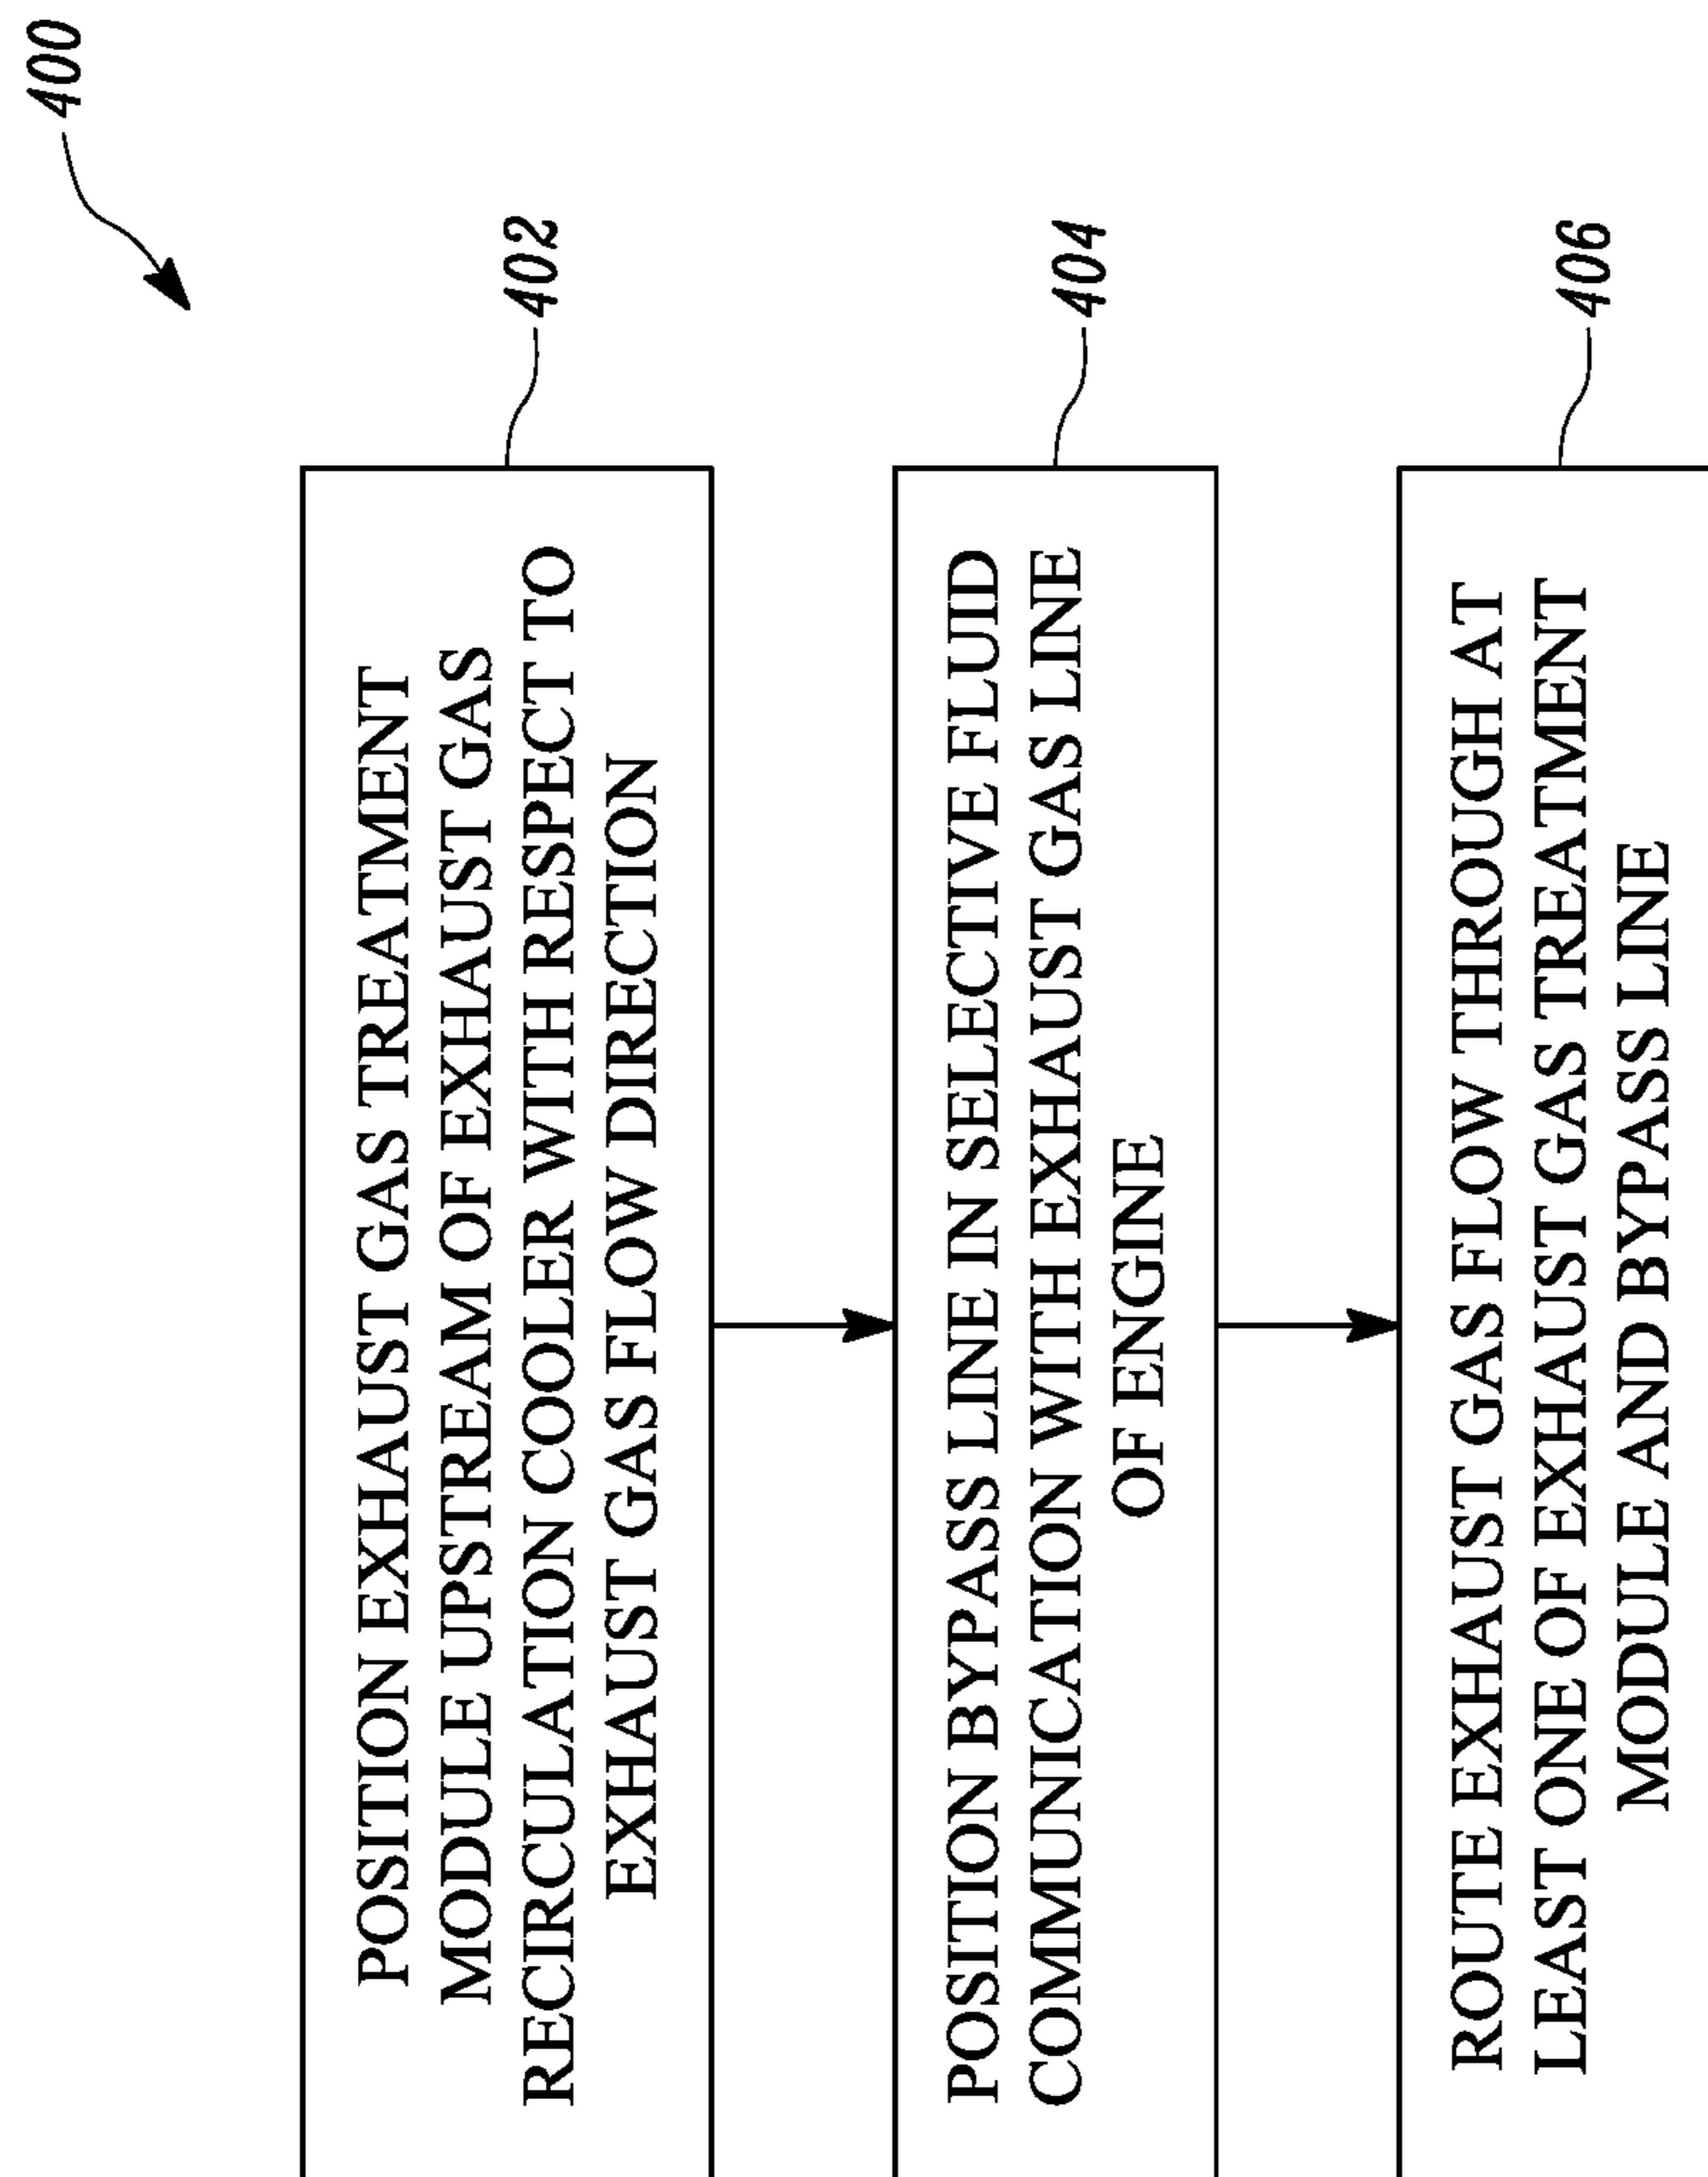 400
POSITION EXHAUST GAS TREATMENT
MODULE UPSTREAM OF EXHAUST GAS
RECIRCULATION COOLER WITH RESPECT TO
EXHAUST GAS FLOW DIRECTION
402
POSITION BYPASS LINE IN SELECTIVE FLUID
COMMUNICATION WITH EXHAUST GAS LINE
OF ENGINE
404
ROUTE EXHAUST GAS FLOW THROUGH AT
LEAST ONE OF EXHAUST GAS TREATMENT
MODULE AND BYPASS LINE
406